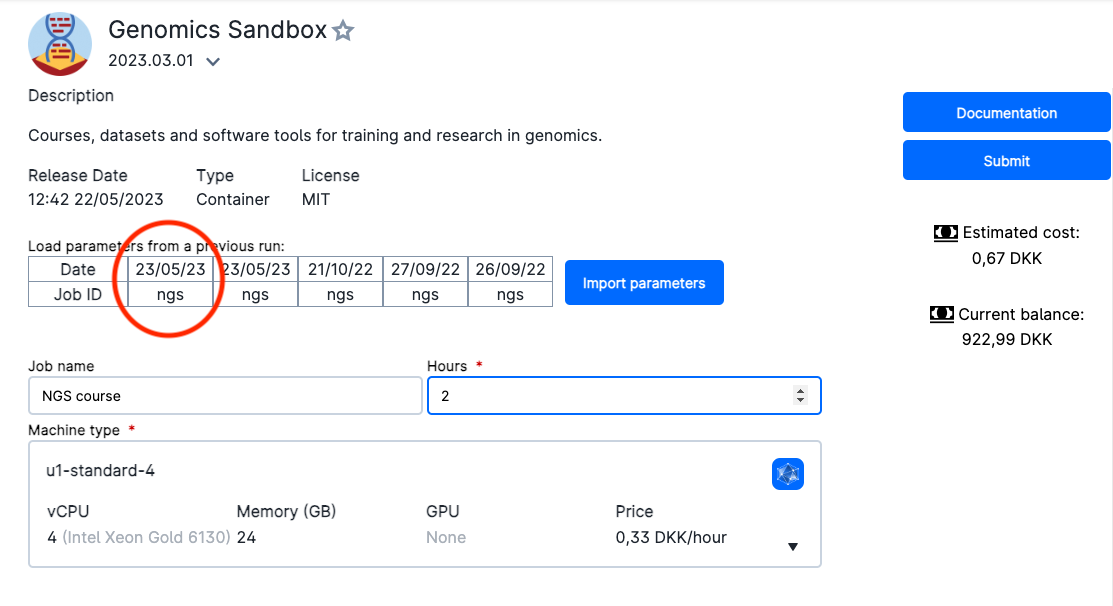 Genomics Sandbox
2023.03.01
Description
Courses, datasets and software tools for training and research in genomics.
Release Date Type License
12:42 22/05/2023 Container MIT
Load parameters from a previous run:
Date 23/05/23 23/05/23 21/10/22 27/09/22 26/09/22
Job ID ngs ngs ngs ngs ngs
Import parameters
Job name
NGS course
Hours *
2
Machine type *
u1-standard-4
vCPU Memory (GB) GPU Price
4 (Intel Xeon Gold 6130) 24 None 0,33 DKK/hour
Documentation
Submit
Estimated cost:
0,67 DKK
Current balance:
922,99 DKK